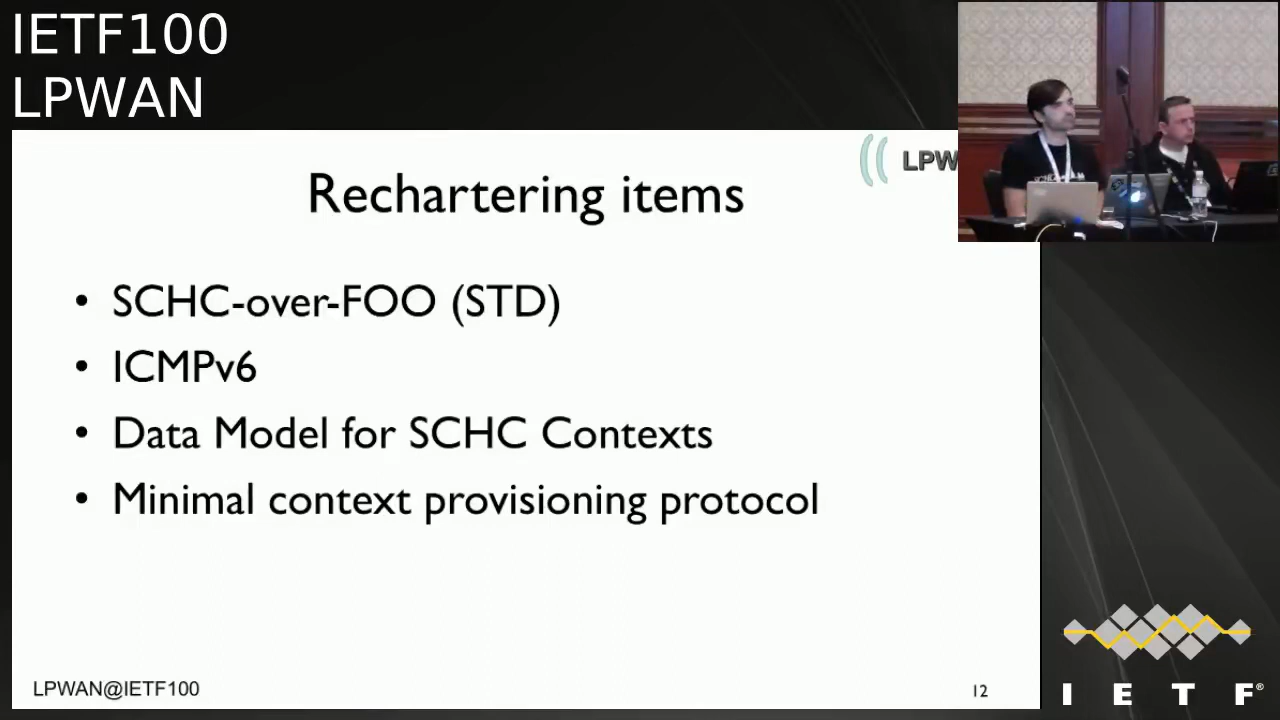 IETF100
LPWAN
LPW
Rechartering items
• SCHC-over-FOO (STD)
• ICMPv6
• Data Model for SCHC Contexts
• Minimal context provisioning protocol
LPWAN@IETF100
12
I E T F®